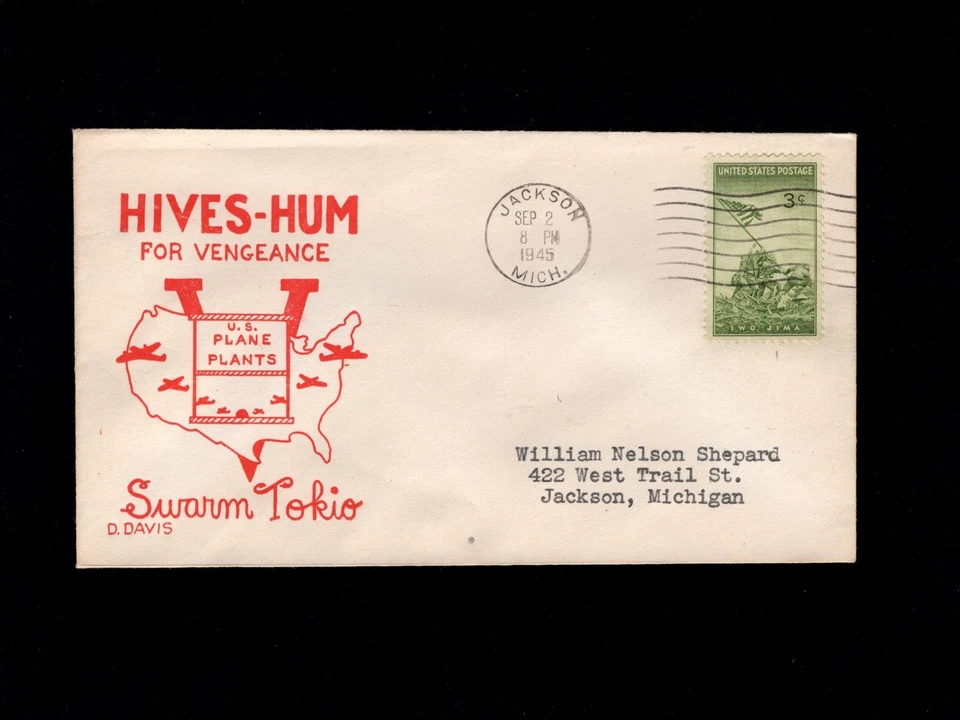 HIVES-HUM
FOR VENGEANCE
U.S.
PLANE
PLANTS
Swarm Tokio
D. DAVIS
JACKSON
SEP 2
8 PM
1945
MICH.
UNITED STATES POSTAGE
3¢
IWO JIMA
William Nelson Shepard
422 West Trail St.
Jackson, Michigan